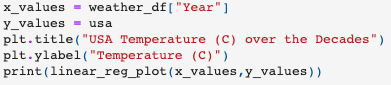 x_values = weather_df["Year"]
y_values = usa
plt.title("USA Temperature (C) over the Decades")
plt.ylabel("Temperature (C)")
print(linear_reg_plot(x_values,y_values))